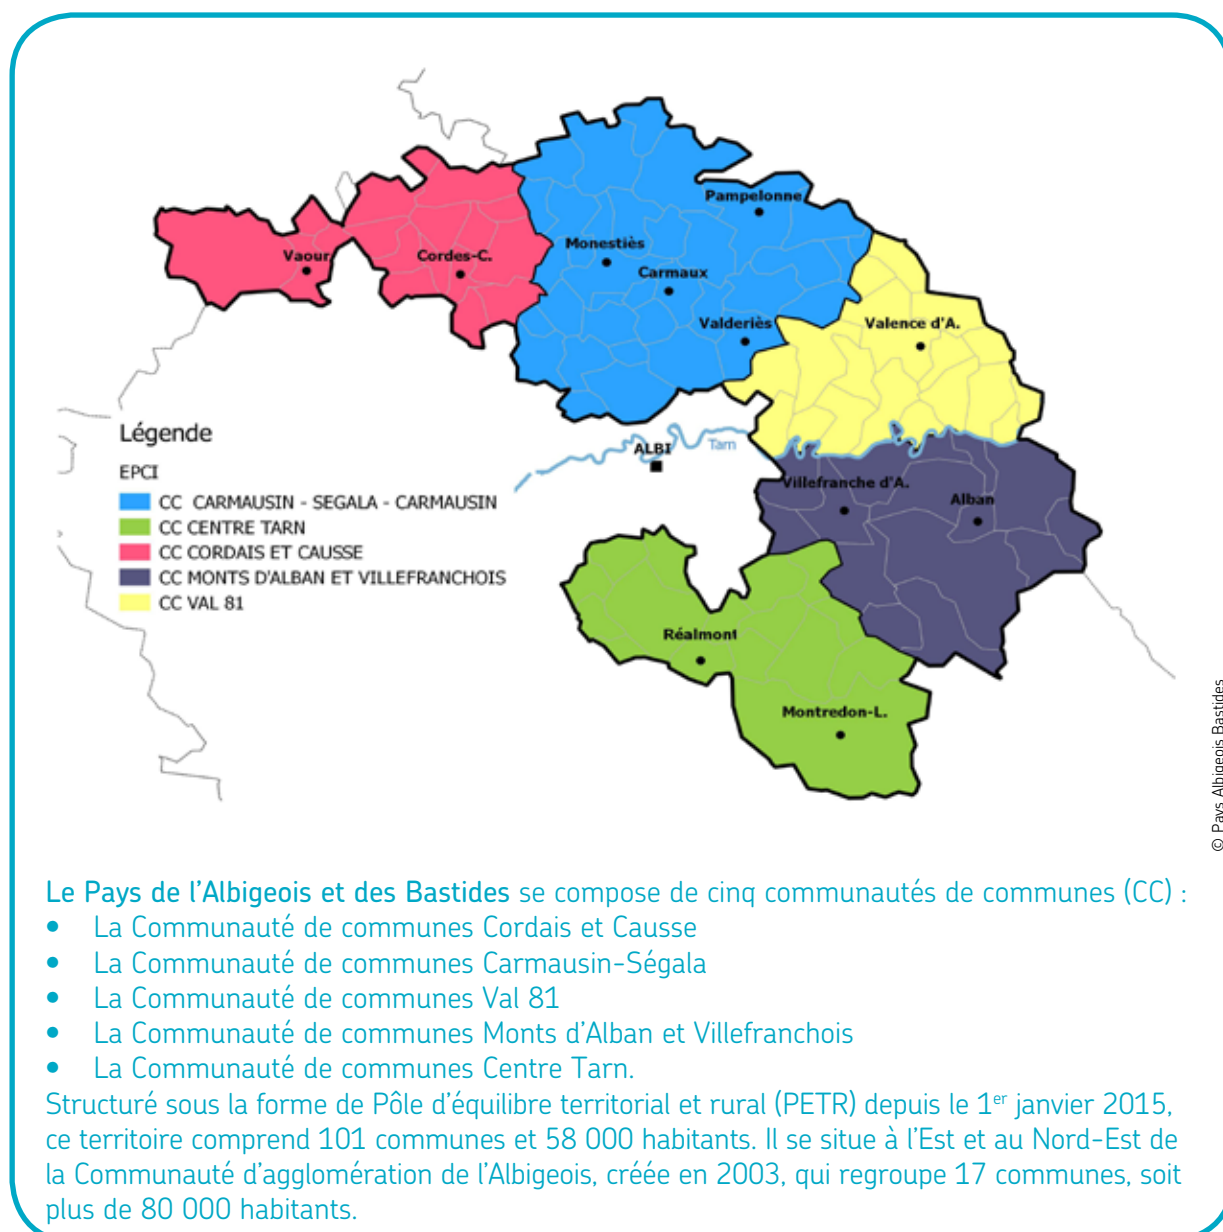 Pampelonne
Monestiès
Vaour
Cordes-C.
Carmaux
Valderiès
Valence d'A.
Légende
ALBI
Tarn
EPCI
Villefranche d'A.
Alban
CC CARMAUSIN - SEGALA - CARMAUSIN
CC CENTRE TARN
CC CORDAIS ET CAUSSE
CC MONTS D'ALBAN ET VILLEFRANCHOIS
CC VAL 81
Réalmont
Montredon-L.
© Pays Albigeois Bastides
Le Pays de l’Albigeois et des Bastides se compose de cinq communautés de communes (CC) :
• La Communauté de communes Cordais et Causse
• La Communauté de communes Carmausin-Ségala
• La Communauté de communes Val 81
• La Communauté de communes Monts d’Alban et Villefranchois
• La Communauté de communes Centre Tarn.
Structuré sous la forme de Pôle d’équilibre territorial et rural (PETR) depuis le 1er janvier 2015,
ce territoire comprend 101 communes et 58 000 habitants. Il se situe à l’Est et au Nord-Est de
la Communauté d’agglomération de l’Albigeois, créée en 2003, qui regroupe 17 communes, soit
plus de 80 000 habitants.